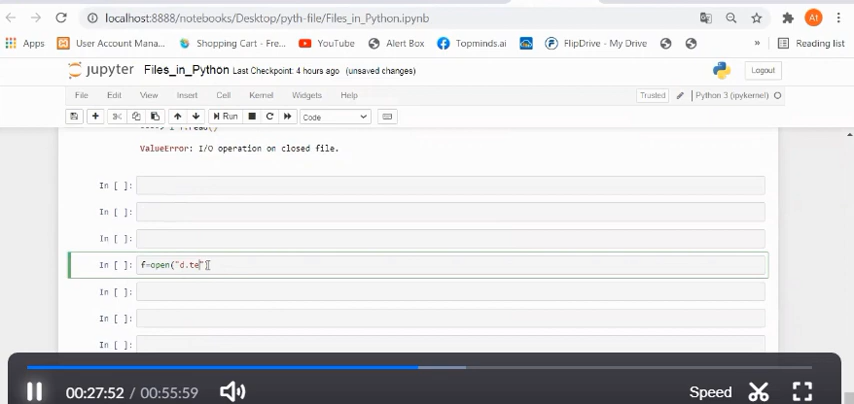 localhost:8888/notebooks/Desktop/pyth-file/Files_in_Python.ipynb
At
Apps User Account Mana... Shopping Cart - Fre... YouTube Alert Box Topminds.ai FlipDrive - My Drive » Reading list
jupyter Files_in_Python Last Checkpoint: 4 hours ago (unsaved changes) Logout
File Edit View Insert Cell Kernel Widgets Help Trusted Python 3 (ipykernel)
Run Code
ValueError: I/O operation on closed file.
In [ ]:
In [ ]:
In [ ]:
In [ ]: f=open("d.te")
In [ ]:
In [ ]:
In [ ]:
00:27:52 / 00:55:59 Speed